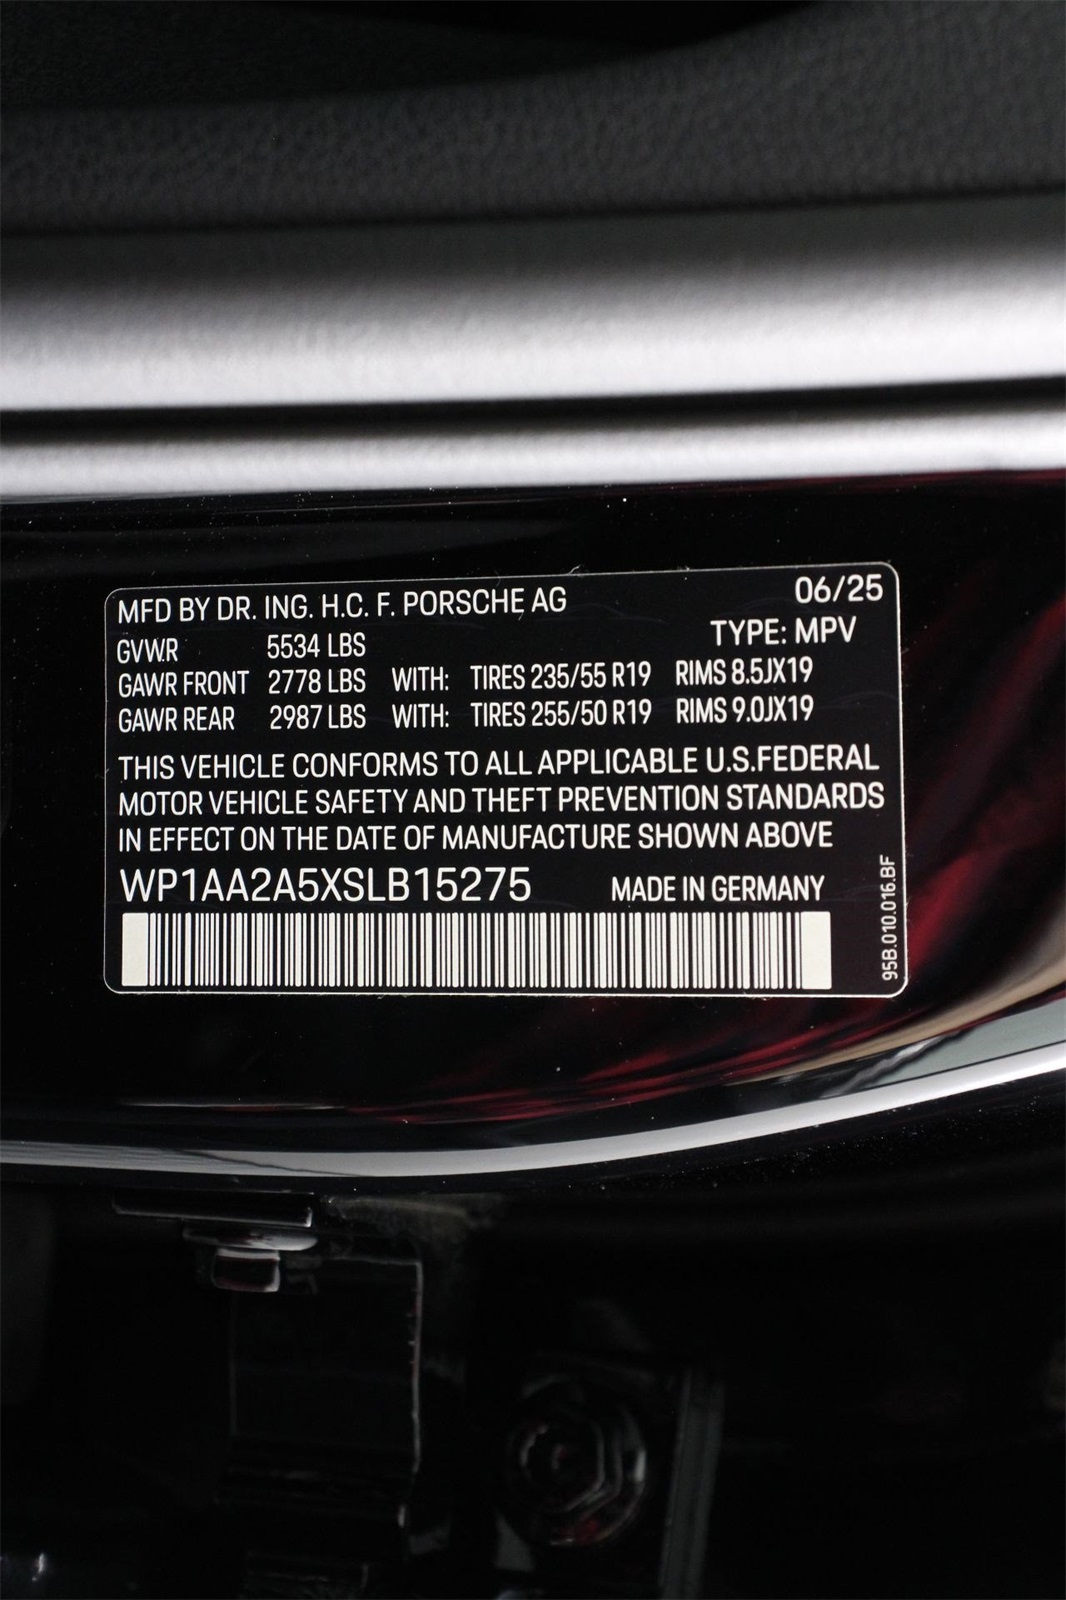 MFD BY DR. ING. H.C. F. PORSCHE AG 06/25
GVWR 5534 LBS TYPE: MPV
GAWR FRONT 2778 LBS WITH: TIRES 235/55 R19 RIMS 8.5JX19
GAWR REAR 2987 LBS WITH: TIRES 255/50 R19 RIMS 9.0JX19
THIS VEHICLE CONFORMS TO ALL APPLICABLE U.S.FEDERAL
MOTOR VEHICLE SAFETY AND THEFT PREVENTION STANDARDS
IN EFFECT ON THE DATE OF MANUFACTURE SHOWN ABOVE
WP1AA2A5XSLB15275 MADE IN GERMANY
95B.010.016.BF